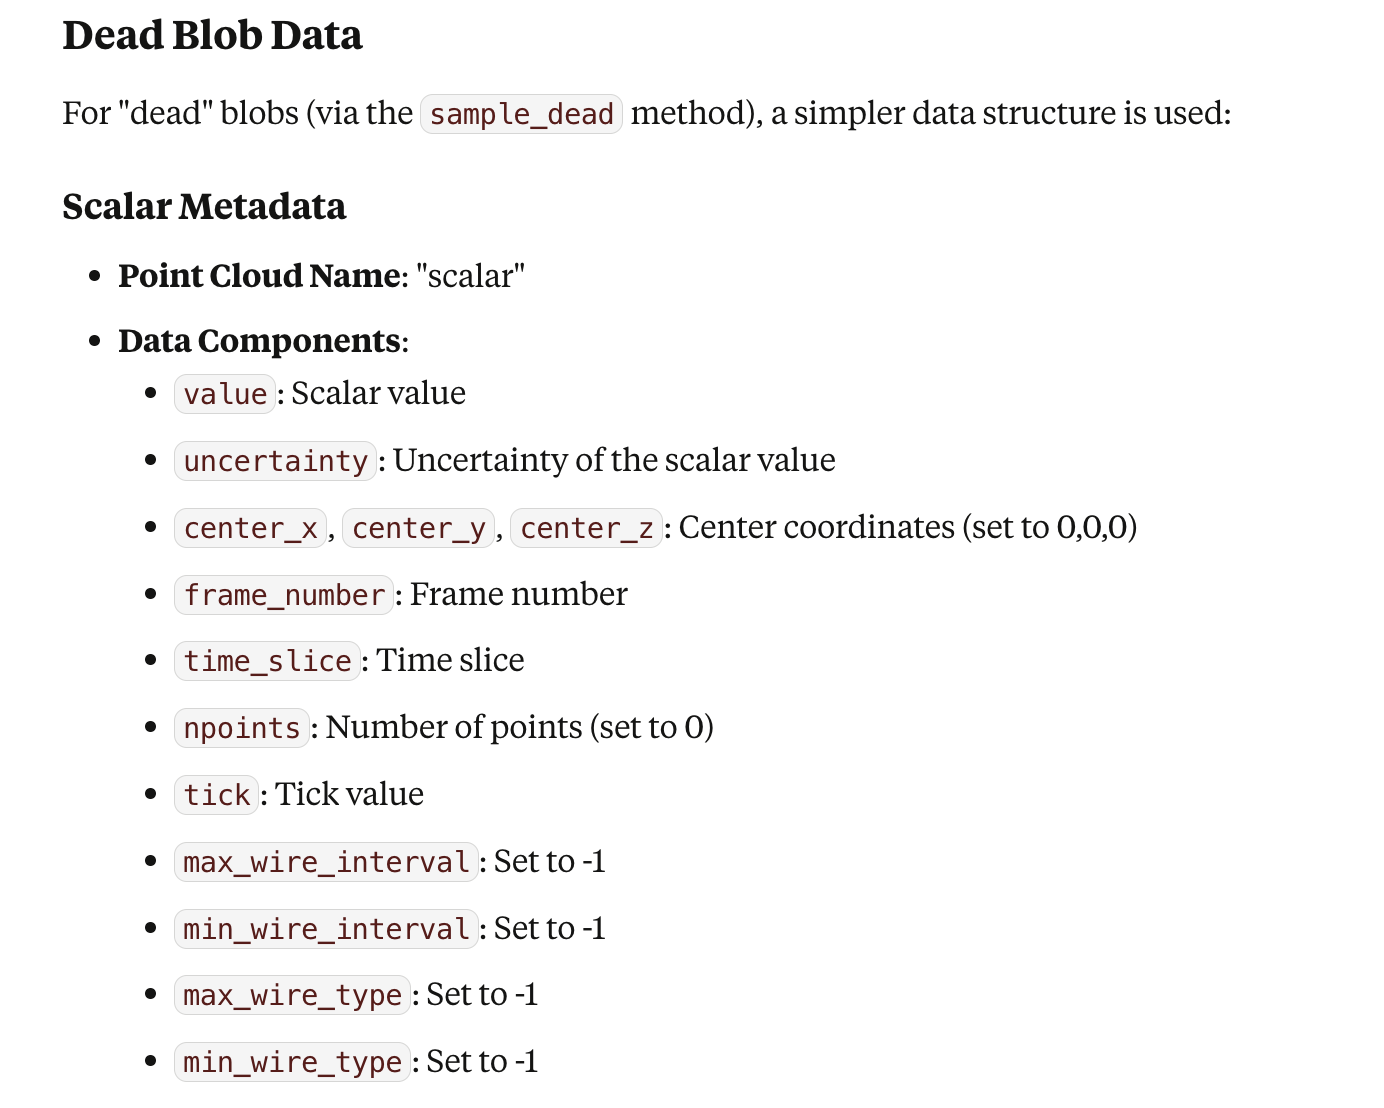 Dead Blob Data
For "dead" blobs (via the sample_dead method), a simpler data structure is used:
Scalar Metadata
• Point Cloud Name: "scalar"
• Data Components:
• value: Scalar value
• uncertainty: Uncertainty of the scalar value
• center_x, center_y, center_z: Center coordinates (set to 0,0,0)
• frame_number: Frame number
• time_slice: Time slice
• npoints: Number of points (set to 0)
• tick: Tick value
• max_wire_interval: Set to -1
• min_wire_interval: Set to -1
• max_wire_type: Set to -1
• min_wire_type: Set to -1